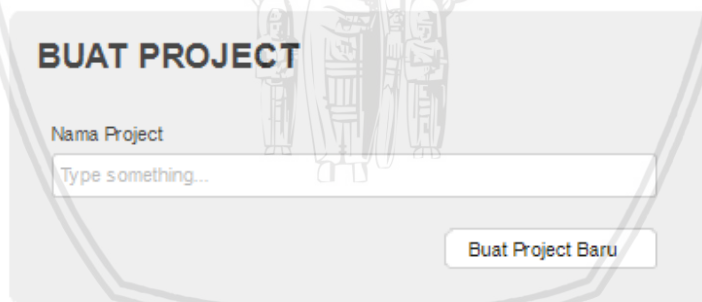 BUAT PROJECT
Nama Project
Type something...
Buat Project Baru